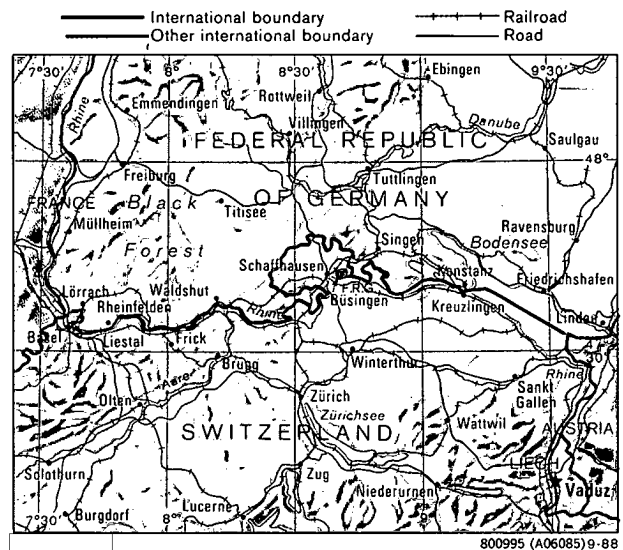 International boundary
Railroad
Other international boundary
Road
7°30'
8°
8°30'
9°30'
Ebingen
Rottweil
Rhine
Emmendingen
Villingen
Danube
FEDERAL REPUBLIC
Saulgau
48°
Freiburg
Tuttlingen
FRANCE
Black
OF GERMANY
Titisee
Müllheim
Ravensburg
Singen
Bodensee
Forest
Schaffhausen
Konstanz
Friedrichshafen
FRG
Lörrach
Waldshut
Büsingen
Rheinfelden
Rhine
Kreuzlingen
Lindau
Basel
Liestal
Frick
Brugg
Winterthur
Rhine
Aare
Sankt
Gallen
Olten
Zürich
Zürichsee
Wattwil
AUSTRIA
SWITZERLAND
LIECH
Solothurn
Zug
Vaduz
Niederurnen
Lucerne
Burgdorf
7°30'
8°
800995 (A06085) 9-88